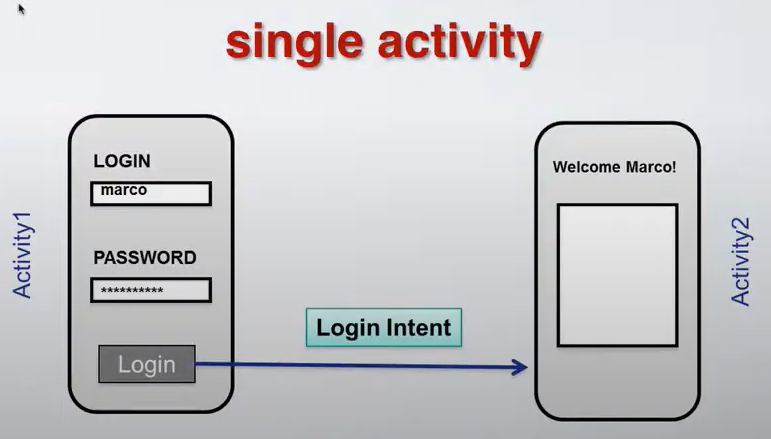 single activity
Activity1
LOGIN
marco
PASSWORD
**********
Login
Login Intent
Welcome Marco!
Activity2